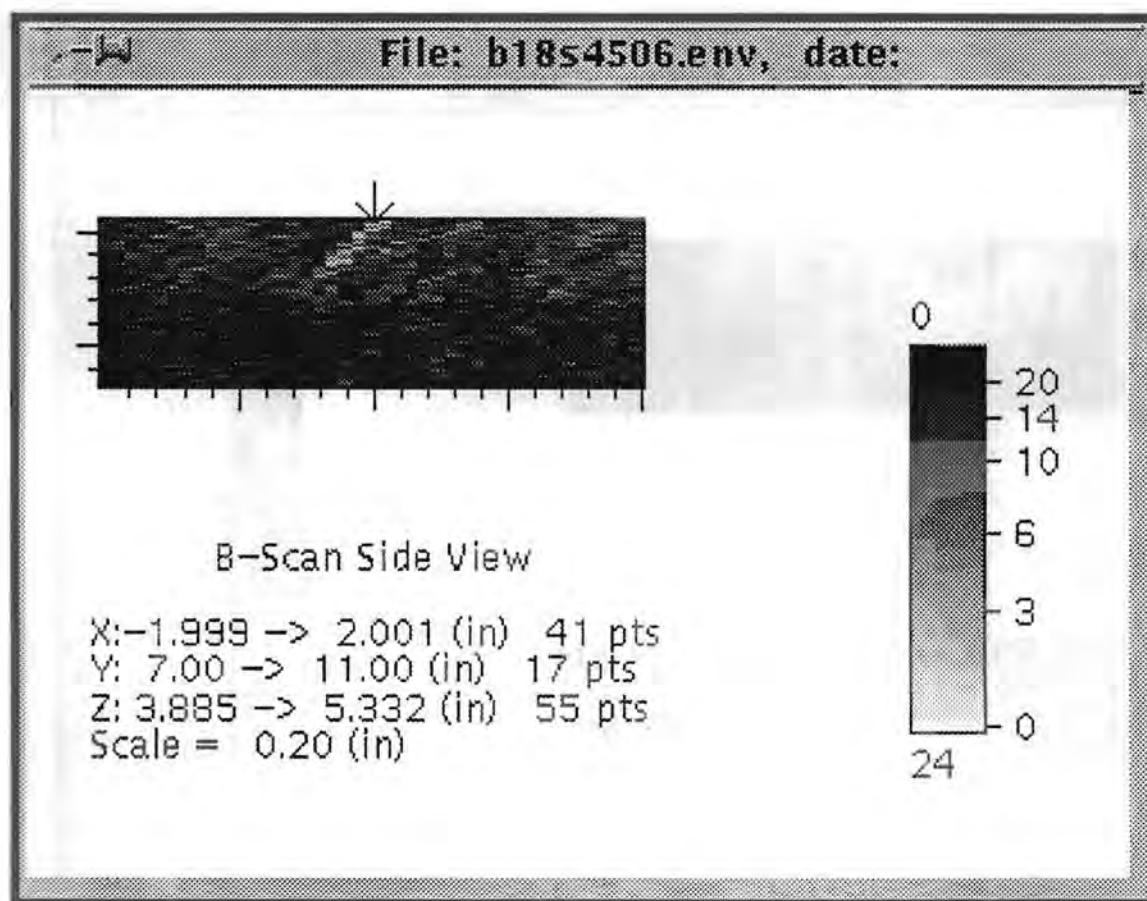 File: b18s4506.env, date:
0
20
14
10
6
3
0
24
B-Scan Side View
X:-1.999 -> 2.001 (in) 41 pts
Y: 7.00 -> 11.00 (in) 17 pts
Z: 3.885 -> 5.332 (in) 55 pts
Scale = 0.20 (in)